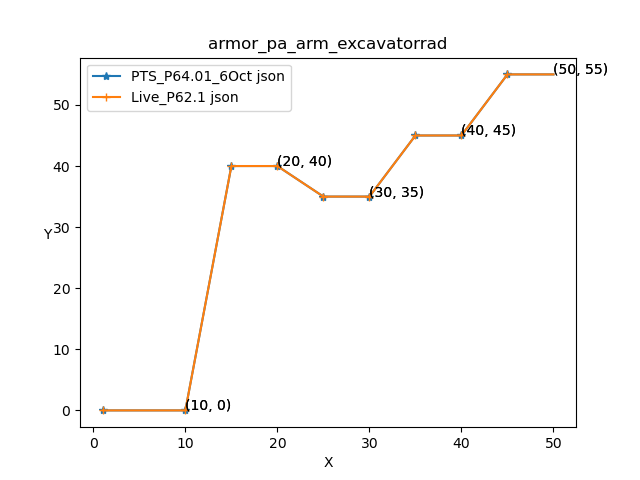 armor_pa_arm_excavatorrad
PTS_P64.01_6Oct json
Live_P62.1 json
(50, 55)
(40, 45)
(20, 40)
(30, 35)
(10, 0)
Y
50
40
30
20
10
0
0 10 20 30 40 50
X